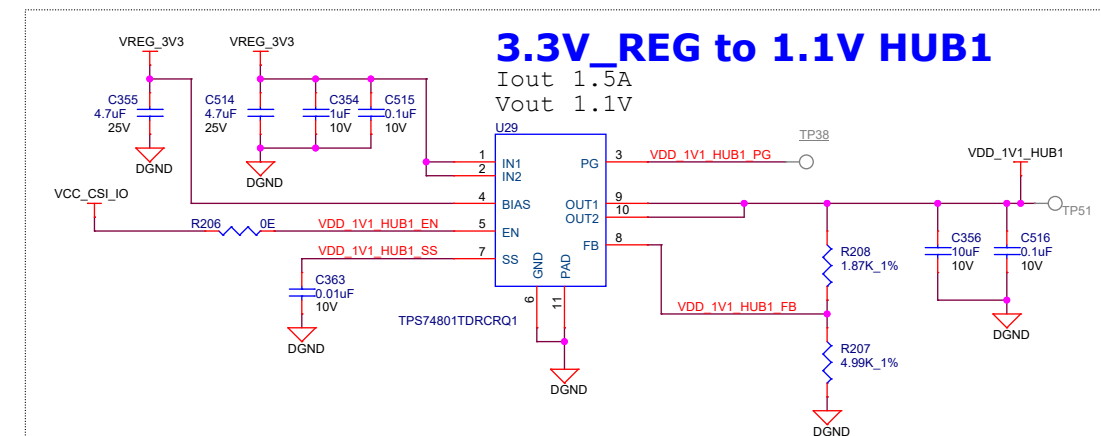 3.3V_REG to 1.1V HUB1
Iout 1.5A
Vout 1.1V
VREG_3V3
VREG_3V3
C355
4.7uF
25V
DGND
C514
4.7uF
25V
C354
1uF
10V
C515
0.1uF
10V
DGND
U29
1 IN1
2 IN2
4 BIAS
5 EN
7 SS
PG 3
OUT1 9
OUT2 10
FB 8
GND 6
PAD 11
TPS74801TDRCRQ1
DGND
VCC_CSI_IO
R206 0E
VDD_1V1_HUB1_EN
VDD_1V1_HUB1_SS
C363
0.01uF
10V
DGND
VDD_1V1_HUB1_PG
TP38
VDD_1V1_HUB1
TP51
R208
1.87K_1%
C356
10uF
10V
C516
0.1uF
10V
DGND
VDD_1V1_HUB1_FB
R207
4.99K_1%
DGND